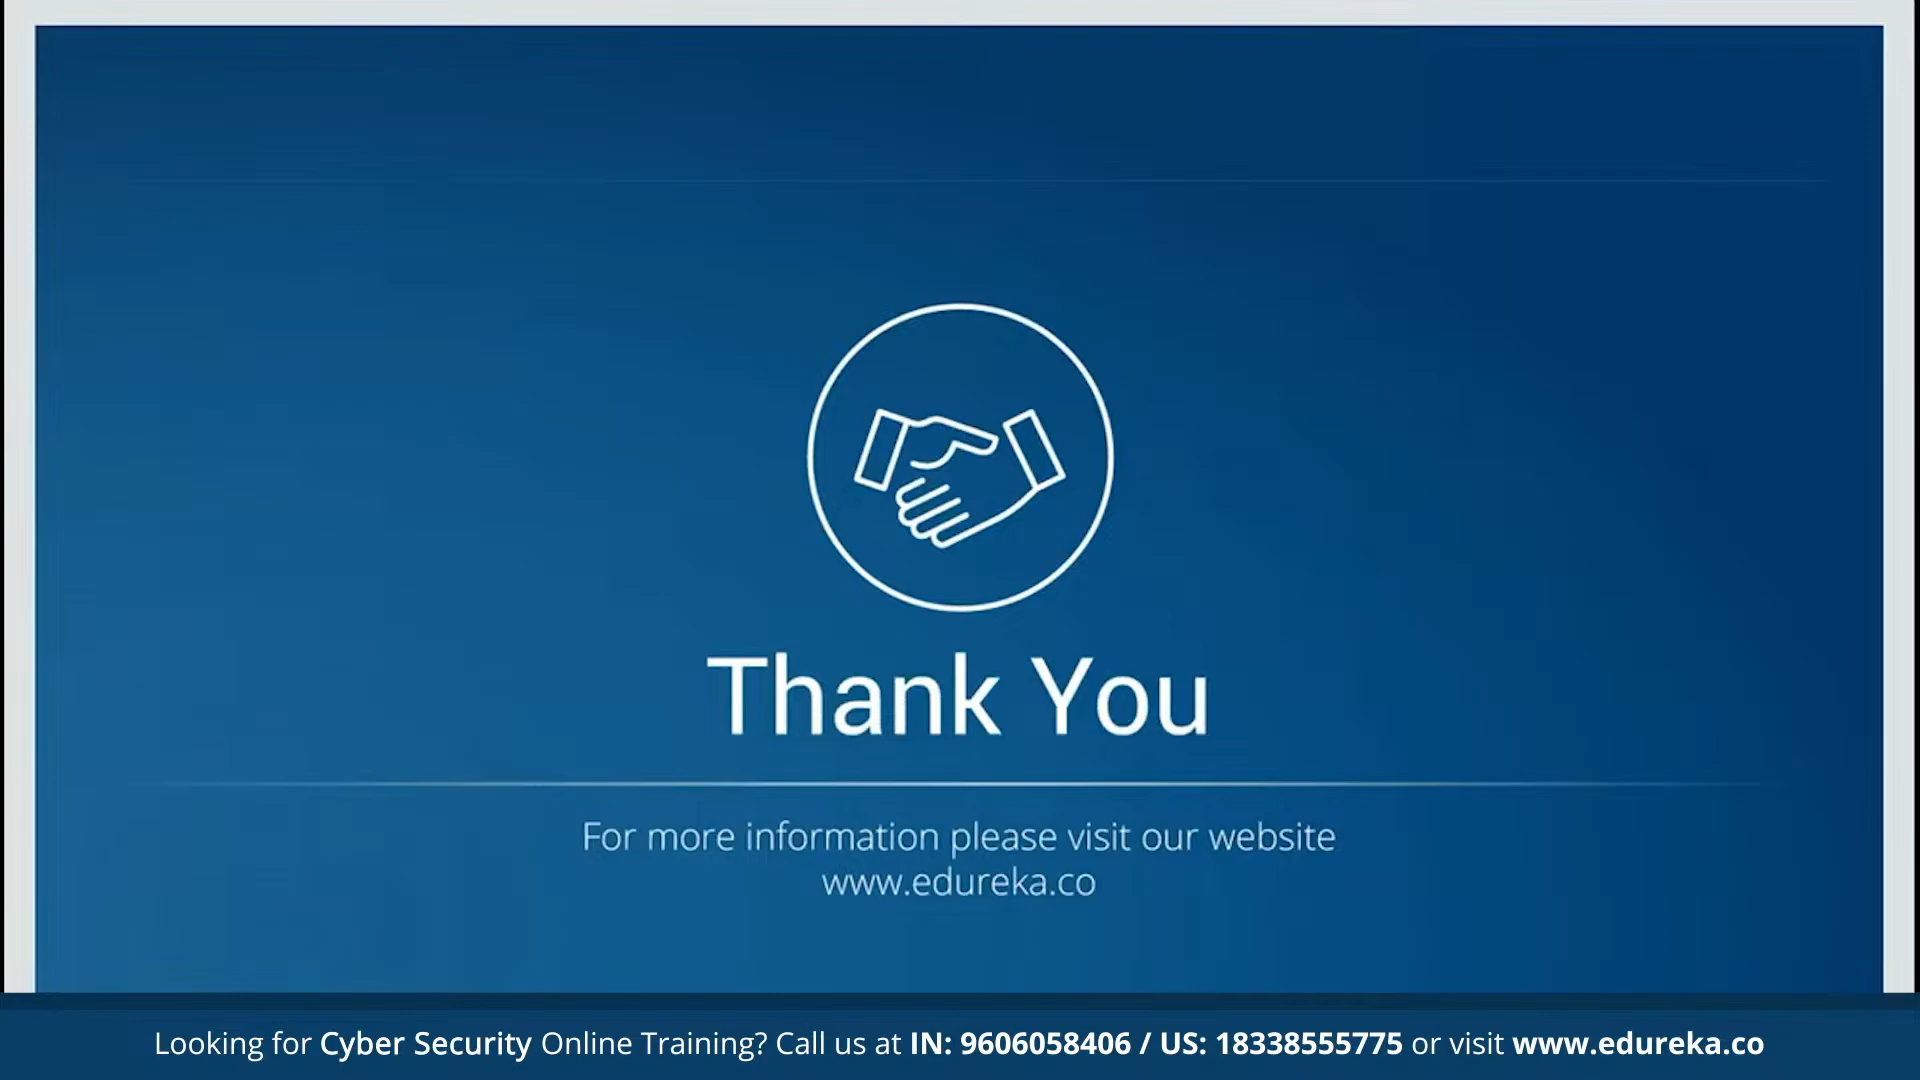 Thank You
For more information please visit our website
www.edureka.co
Looking for Cyber Security Online Training? Call us at IN: 9606058406 / US: 18338555775 or visit www.edureka.co